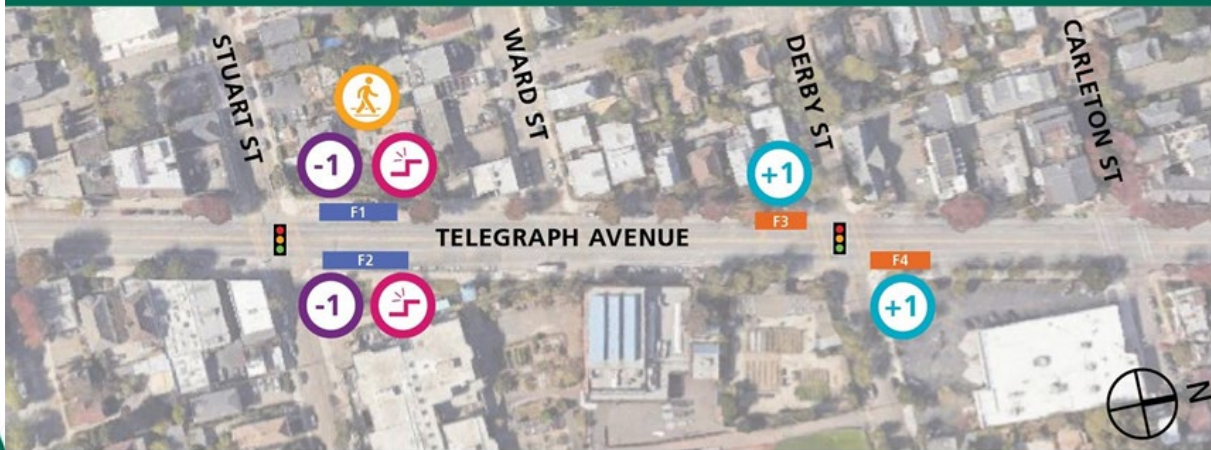 STUART ST
WARD ST
DERBY ST
CARLETON ST
-1
+1
F1
F3
TELEGRAPH AVENUE
F2
F4
-1
+1
N